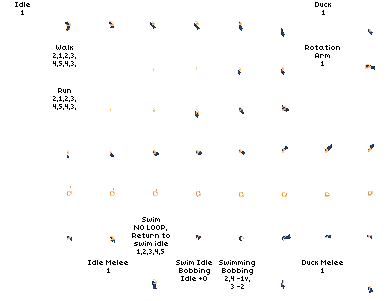 Idle
1
Duck
1
Walk
2,1,2,3,
4,5,4,3,
Rotation
Arm
1
Run
2,1,2,3,
4,5,4,3,
Swim
NO LOOP,
Return to
swim idle
1,2,3,4,5
Idle Melee
1
Swim Idle
Bobbing
Idle +0
Swimming
Bobbing
2,4 -1v,
3 -2
Duck Melee
1